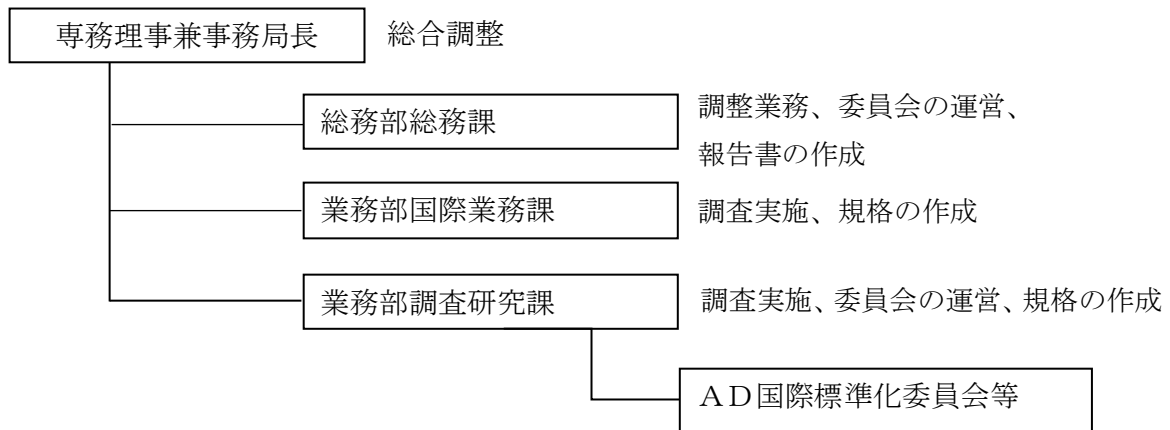 専務理事兼事務局長 総合調整
総務部総務課 調整業務、委員会の運営、
報告書の作成
業務部国際業務課 調査実施、規格の作成
業務部調査研究課 調査実施、委員会の運営、規格の作成
ＡＤ国際標準化委員会等